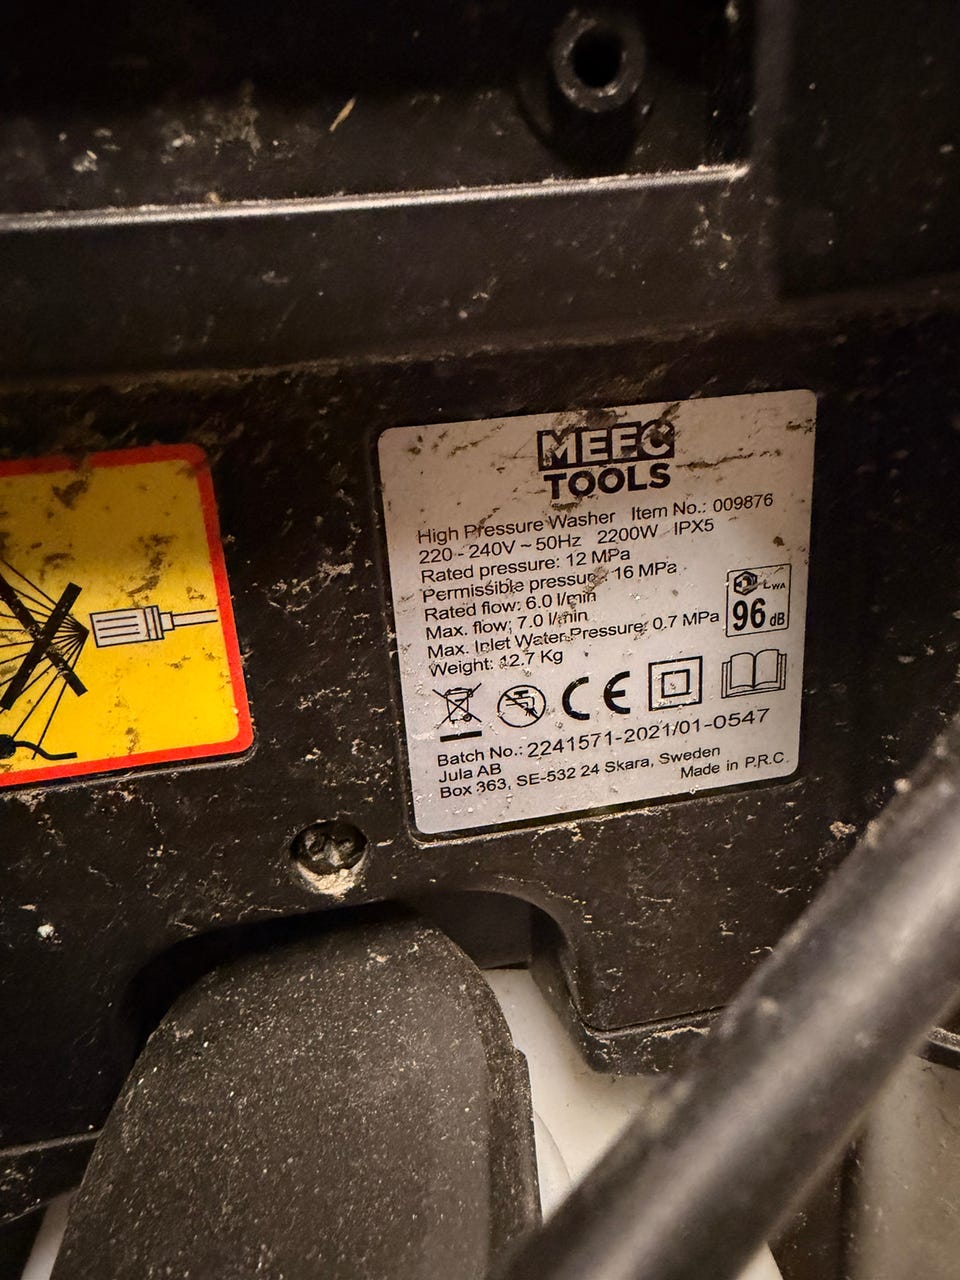 MEEC
TOOLS
High Pressure Washer Item No.: 009876
220 - 240V ~ 50Hz 2200W IPX5
Rated pressure: 12 MPa
Permissible pressure: 16 MPa
Rated flow: 6.0 l/min
Max. flow: 7.0 l/min
Max. Inlet Water Pressure: 0.7 MPa
Weight: 12.7 Kg
LWA
96 dB
CE
Batch No.: 2241571-2021/01-0547
Jula AB
Box 363, SE-532 24 Skara, Sweden
Made in P.R.C.